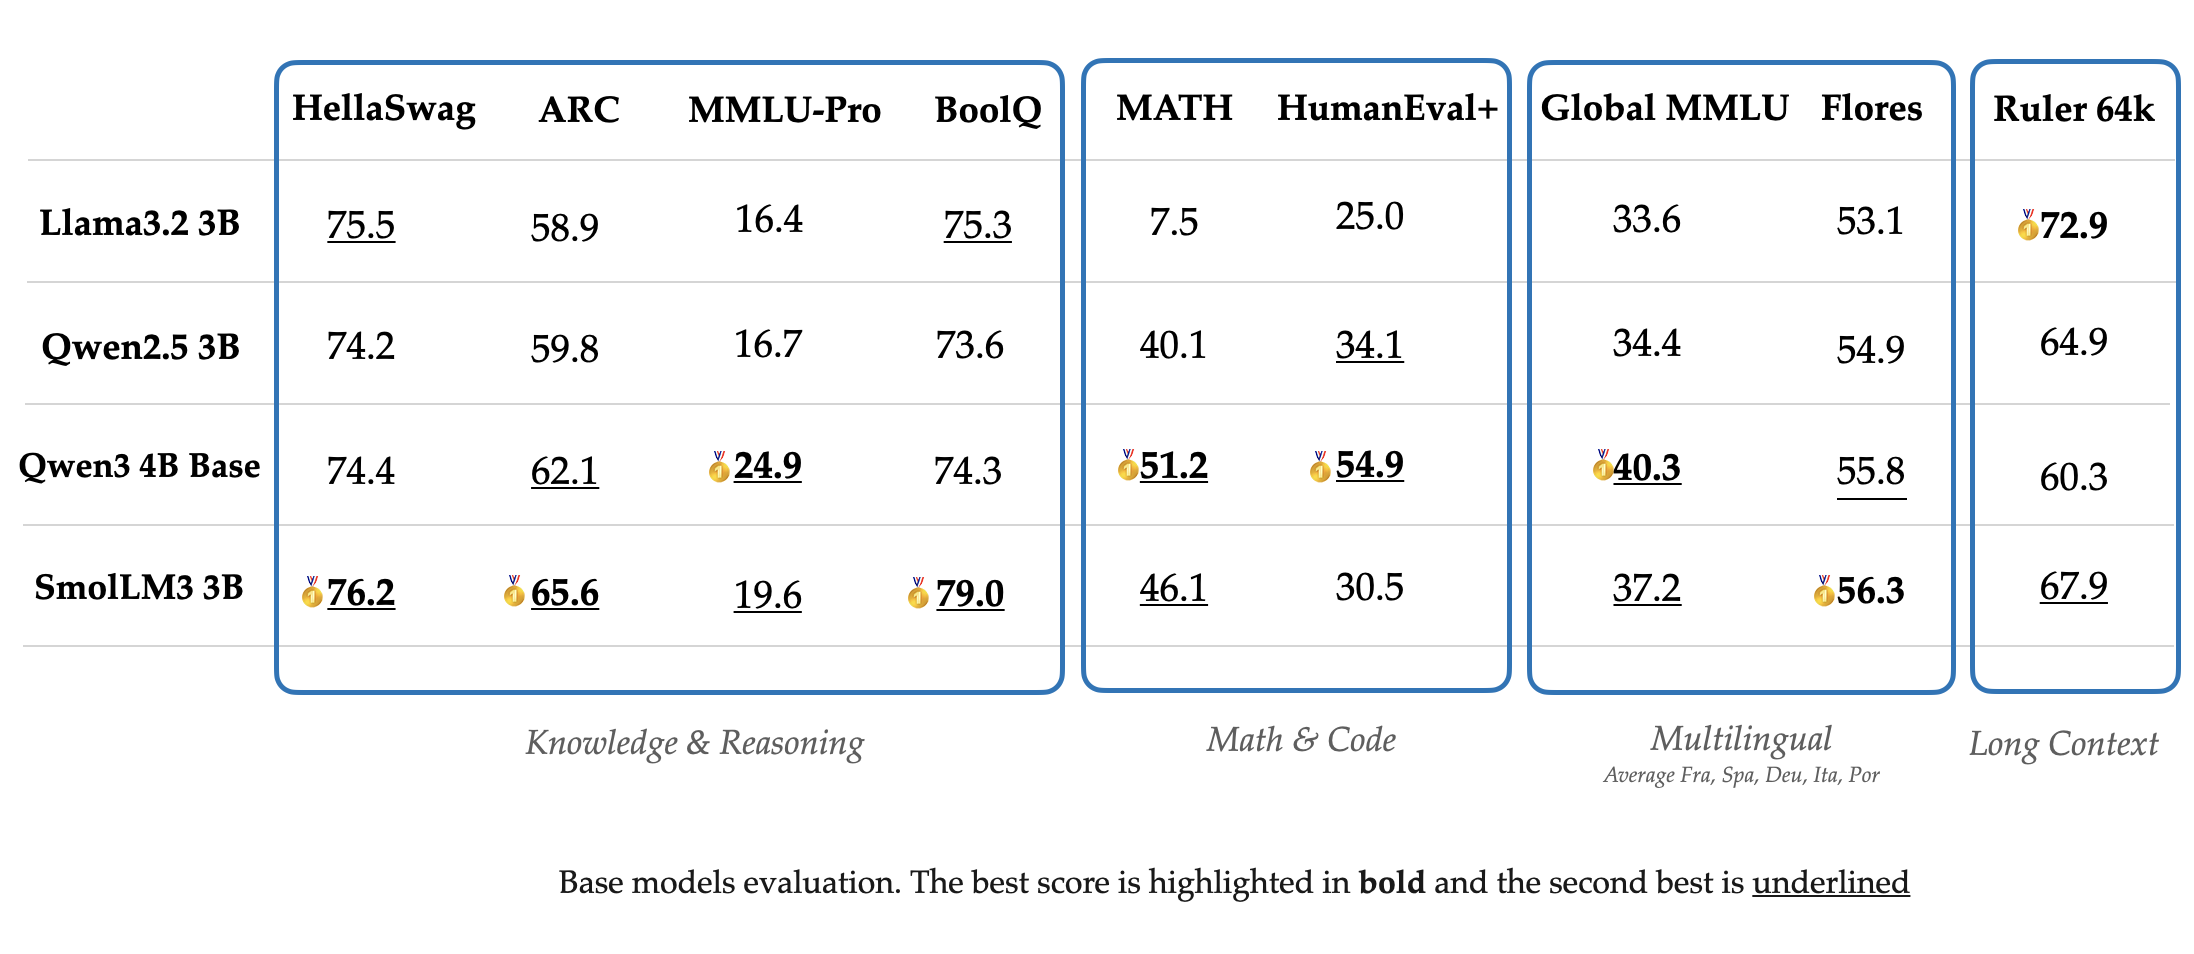 HellaSwag ARC MMLU-Pro BoolQ MATH HumanEval+ Global MMLU Flores Ruler 64k
Llama3.2 3B 75.5 58.9 16.4 75.3 7.5 25.0 33.6 53.1 🥇72.9
Qwen2.5 3B 74.2 59.8 16.7 73.6 40.1 34.1 34.4 54.9 64.9
Qwen3 4B Base 74.4 62.1 🥇24.9 74.3 🥇51.2 🥇54.9 🥇40.3 55.8 60.3
SmolLM3 3B 🥇76.2 🥇65.6 19.6 🥇79.0 46.1 30.5 37.2 🥇56.3 67.9
Knowledge & Reasoning Math & Code Multilingual Long Context
Average Fra, Spa, Deu, Ita, Por
Base models evaluation. The best score is highlighted in bold and the second best is underlined